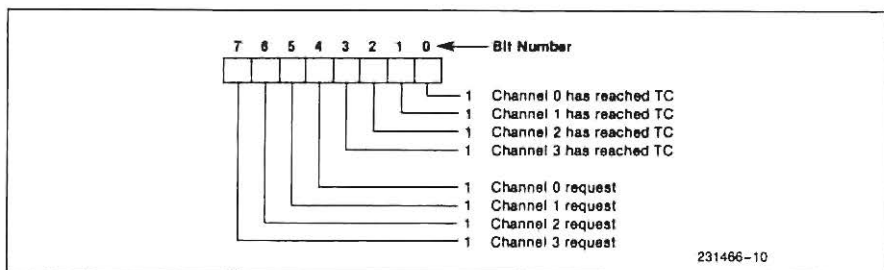 7 6 5 4 3 2 1 0 Bit Number
1 Channel 0 has reached TC
1 Channel 1 has reached TC
1 Channel 2 has reached TC
1 Channel 3 has reached TC
1 Channel 0 request
1 Channel 1 request
1 Channel 2 request
1 Channel 3 request
231466-10